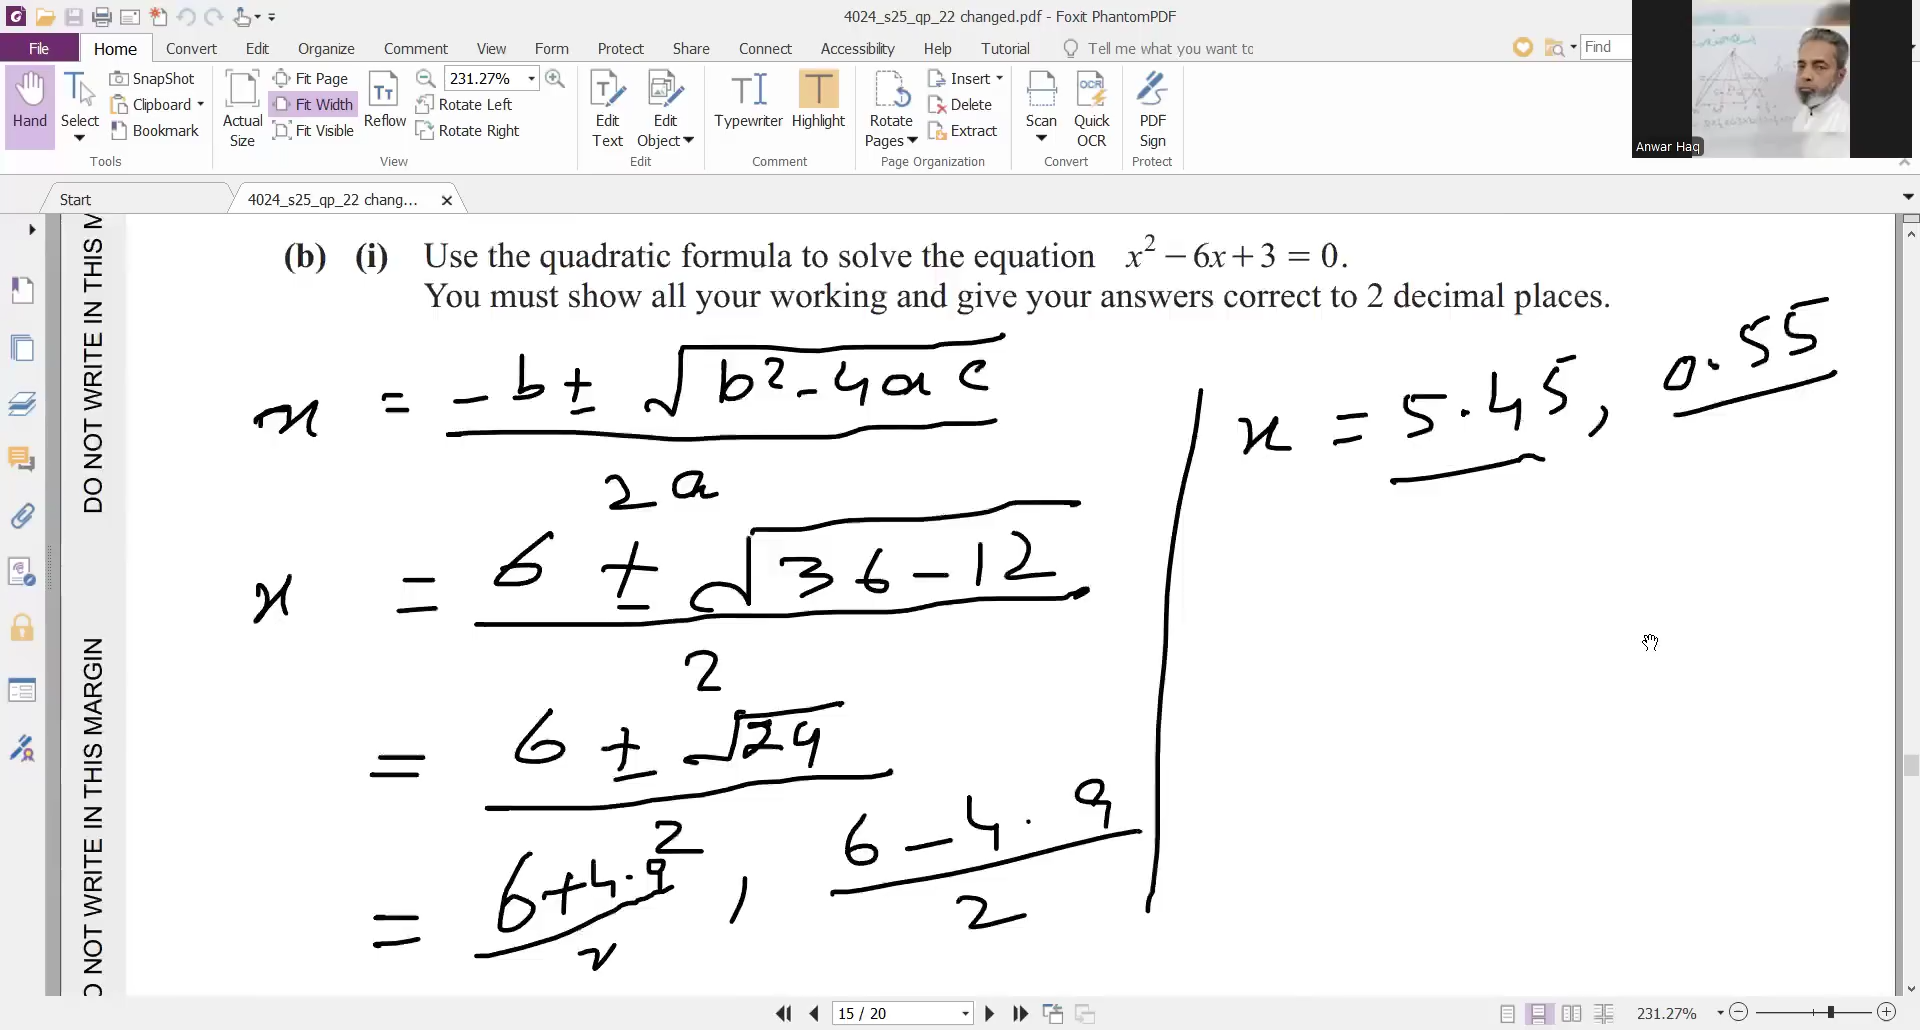 4024_s25_qp_22 changed.pdf - Foxit PhantomPDF
File Home Convert Edit Organize Comment View Form Protect Share Connect Accessibility Help Tutorial Tell me what you want to Find
Hand Select SnapShot Clipboard Bookmark Actual Size Fit Page Fit Width Fit Visible Reflow 231.27% Rotate Left Rotate Right Edit Text Edit Object Typewriter Highlight Rotate Pages Insert Delete Extract Scan Quick OCR PDF Sign
Tools View Edit Comment Page Organization Convert Protect
Anwar Haq
Start 4024_s25_qp_22 chang...
DO NOT WRITE IN THIS M
DO NOT WRITE IN THIS MARGIN
(b) (i) Use the quadratic formula to solve the equation x² − 6x + 3 = 0.
You must show all your working and give your answers correct to 2 decimal places.
x = (-b ± √(b² - 4ac)) / 2a
x = (6 ± √(36 - 12)) / 2
= (6 ± √24) / 2
= (6 + 4.9) / 2 , (6 - 4.9) / 2
x = 5.45, 0.55
15 / 20 231.27%